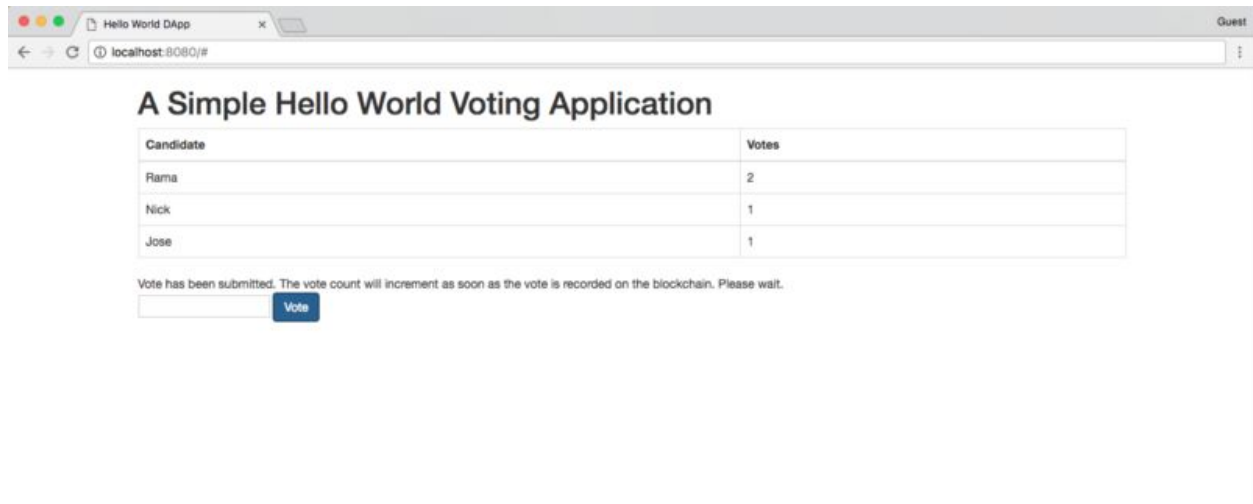 Hello World DApp
Guest
localhost:8080/#
A Simple Hello World Voting Application
Candidate Votes
Rama 2
Nick 1
Jose 1
Vote has been submitted. The vote count will increment as soon as the vote is recorded on the blockchain. Please wait.
Vote